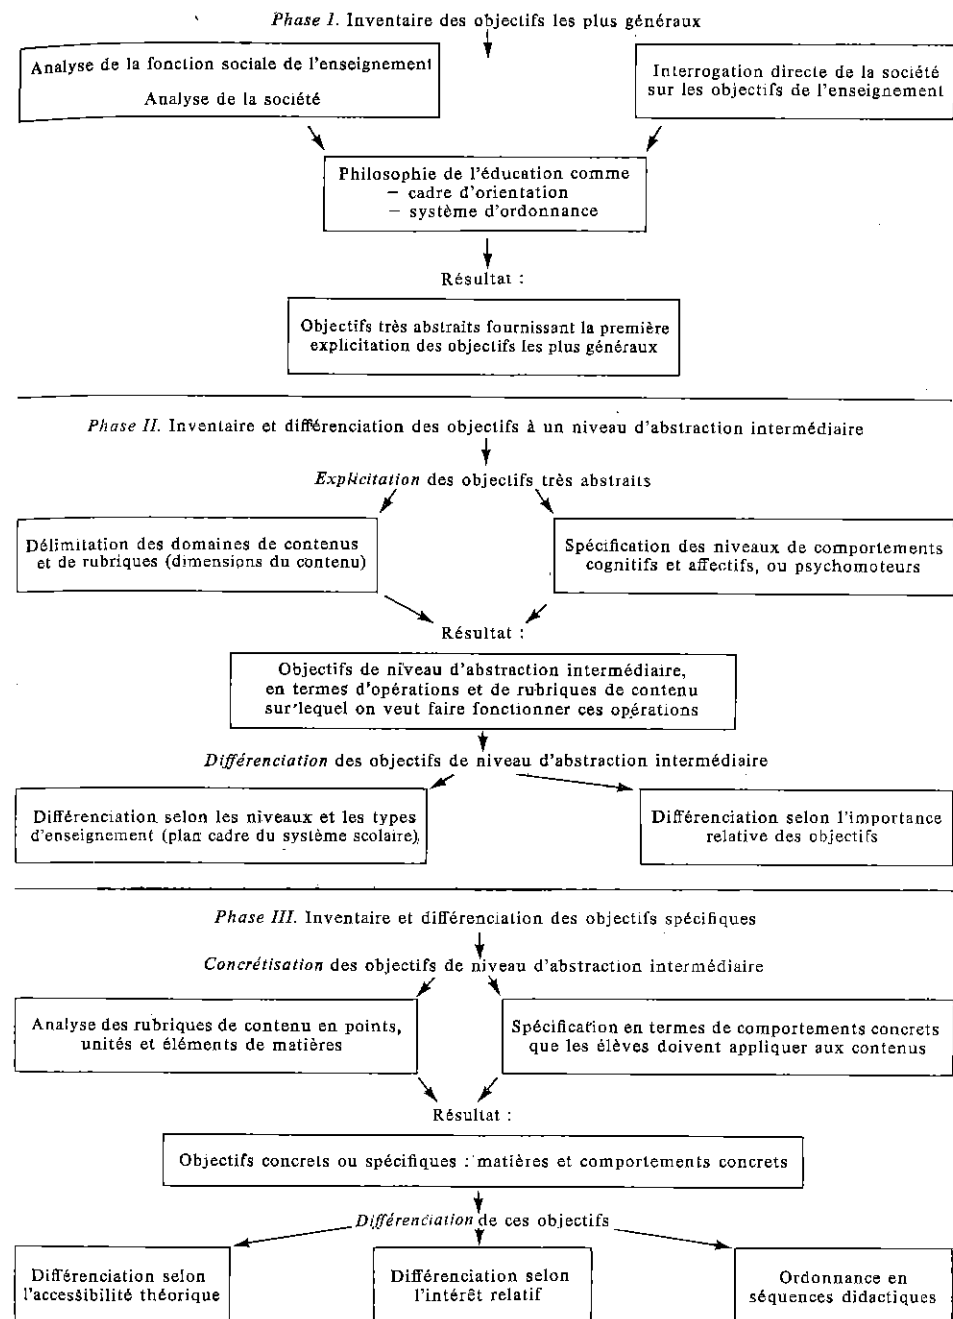 Phase I. Inventaire des objectifs les plus généraux
Analyse de la fonction sociale de l'enseignement
Analyse de la société
Interrogation directe de la société
sur les objectifs de l'enseignement
Philosophie de l'éducation comme
– cadre d'orientation
– système d'ordonnance
Résultat :
Objectifs très abstraits fournissant la première
explicitation des objectifs les plus généraux
Phase II. Inventaire et différenciation des objectifs à un niveau d'abstraction intermédiaire
Explicitation des objectifs très abstraits
Délimitation des domaines de contenus
et de rubriques (dimensions du contenu)
Spécification des niveaux de comportements
cognitifs et affectifs, ou psychomoteurs
Résultat :
Objectifs de niveau d'abstraction intermédiaire,
en termes d'opérations et de rubriques de contenu
sur lequel on veut faire fonctionner ces opérations
Différenciation des objectifs de niveau d'abstraction intermédiaire
Différenciation selon les niveaux et les types
d'enseignement (plan cadre du système scolaire)
Différenciation selon l'importance
relative des objectifs
Phase III. Inventaire et différenciation des objectifs spécifiques
Concrétisation des objectifs de niveau d'abstraction intermédiaire
Analyse des rubriques de contenu en points,
unités et éléments de matières
Spécification en termes de comportements concrets
que les élèves doivent appliquer aux contenus
Résultat :
Objectifs concrets ou spécifiques : matières et comportements concrets
Différenciation de ces objectifs
Différenciation selon
l'accessibilité théorique
Différenciation selon
l'intérêt relatif
Ordonnance en
séquences didactiques